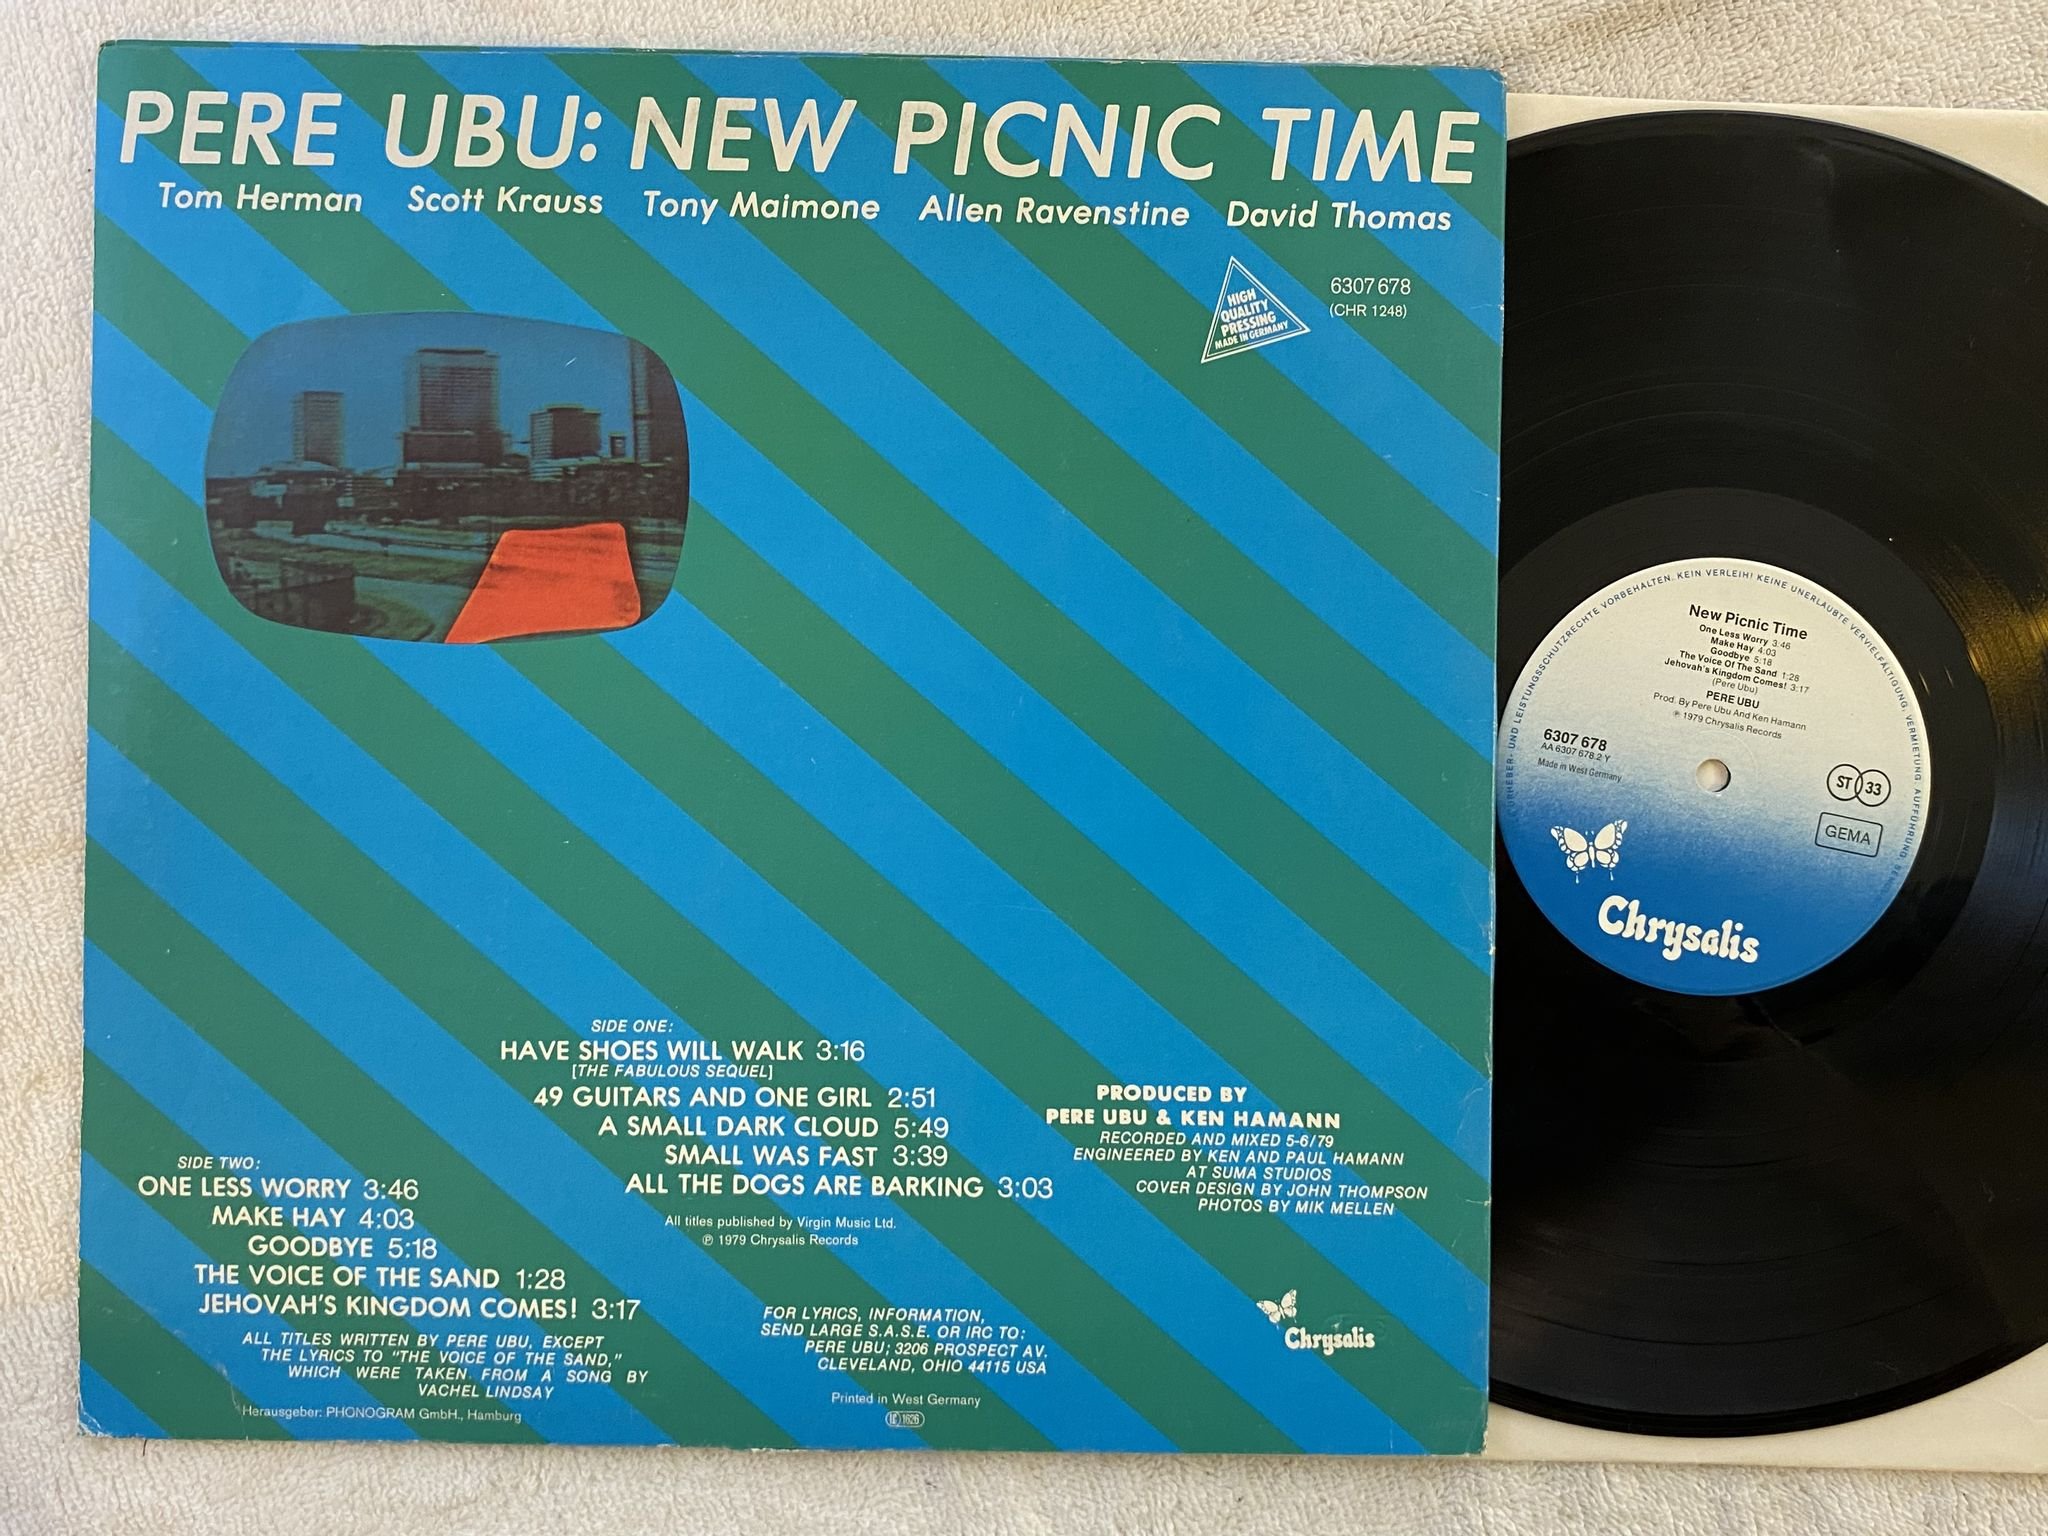 PERE UBU: NEW PICNIC TIME
Tom Herman Scott Krauss Tony Maimone Allen Ravenstine David Thomas
HIGH
QUALITY
PRESSING
MADE IN GERMANY
6307 678
(CHR 1248)
SIDE ONE:
HAVE SHOES WILL WALK 3:16
[THE FABULOUS SEQUEL]
49 GUITARS AND ONE GIRL 2:51
A SMALL DARK CLOUD 5:49
SMALL WAS FAST 3:39
ALL THE DOGS ARE BARKING 3:03
All titles published by Virgin Music Ltd.
℗ 1979 Chrysalis Records
SIDE TWO:
ONE LESS WORRY 3:46
MAKE HAY 4:03
GOODBYE 5:18
THE VOICE OF THE SAND 1:28
JEHOVAH'S KINGDOM COMES! 3:17
ALL TITLES WRITTEN BY PERE UBU, EXCEPT
THE LYRICS TO "THE VOICE OF THE SAND,"
WHICH WERE TAKEN FROM A SONG BY
VACHEL LINDSAY
Herausgeber: PHONOGRAM GmbH., Hamburg
PRODUCED BY
PERE UBU & KEN HAMANN
RECORDED AND MIXED 5-6/79
ENGINEERED BY KEN AND PAUL HAMANN
AT SUMA STUDIOS
COVER DESIGN BY JOHN THOMPSON
PHOTOS BY MIK MELLEN
FOR LYRICS, INFORMATION,
SEND LARGE S.A.S.E. OR IRC TO:
PERE UBU; 3206 PROSPECT AV.
CLEVELAND, OHIO 44115 USA
Printed in West Germany
1626
Chrysalis
URHEBER- UND LEISTUNGSSCHUTZRECHTE VORBEHALTEN. KEIN VERLEIH! KEINE UNERLAUBTE VERVIELFÄLTIGUNG, VERMIETUNG, AUFFÜHRUNG,
New Picnic Time
One Less Worry 3:46
Make Hay 4:03
Goodbye 5:18
The Voice Of The Sand 1:28
Jehovah's Kingdom Comes! 3:17
(Pere Ubu)
PERE UBU
Prod. By Pere Ubu And Ken Hamann
℗ 1979 Chrysalis Records
6307 678
AA 6307 678.2 Y
Made in West Germany
ST 33
GEMA
Chrysalis